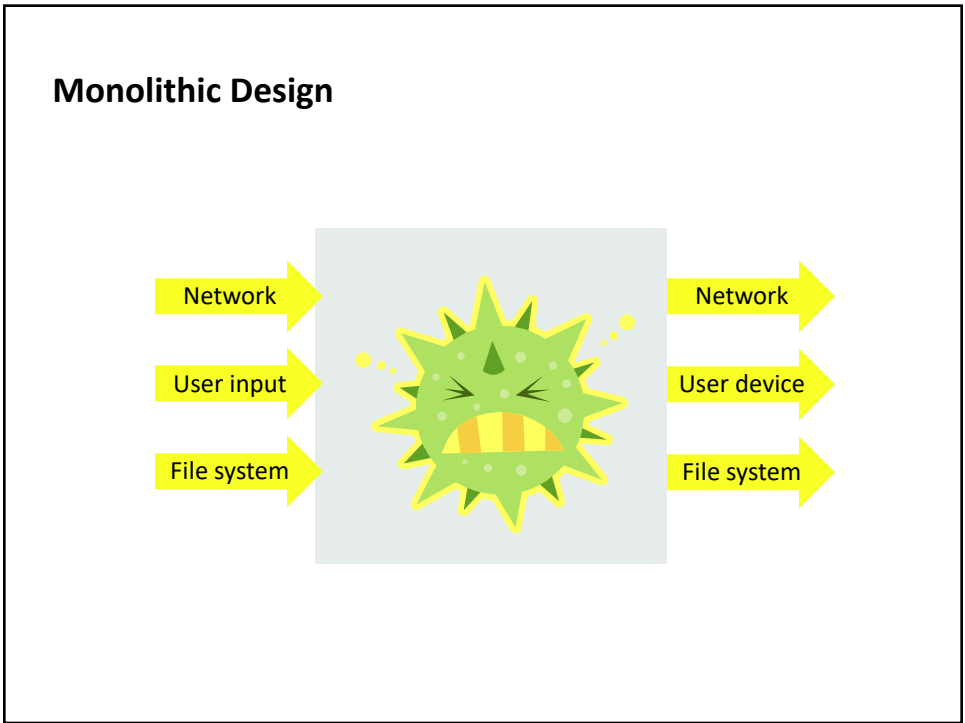 Monolithic Design
Network
Network
User input
User device
File system
File system